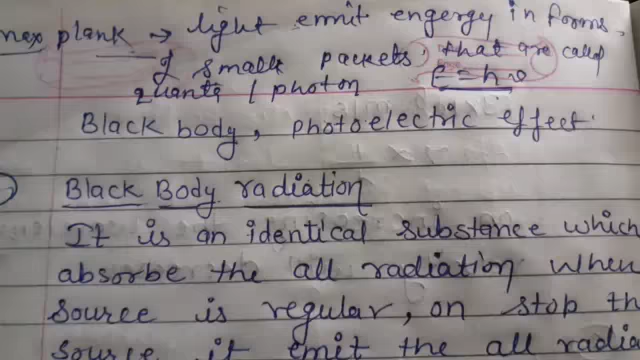 nex plank → light emit engergy in forms,
of small packets, that are called
quanta / photon E = hν
Black body, photoelectric effect.
Black Body radiation
It is an identical substance which
absorbe the all radiation when
source is regular, on stop th
source it emit the all radia